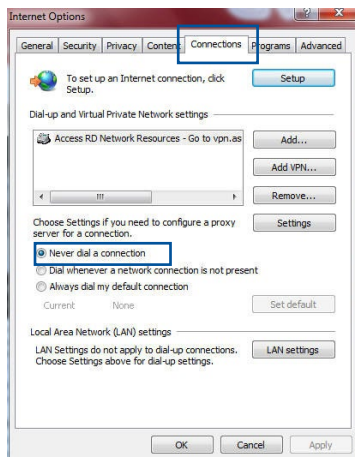 Internet Options
General Security Privacy Content Connections Programs Advanced
To set up an Internet connection, click Setup.
Setup
Dial-up and Virtual Private Network settings
Access RD Network Resources - Go to vpn.as
Add...
Add VPN...
Remove...
Choose Settings if you need to configure a proxy
server for a connection.
Settings
Never dial a connection
Dial whenever a network connection is not present
Always dial my default connection
Current None
Set default
Local Area Network (LAN) settings
LAN Settings do not apply to dial-up connections.
Choose Settings above for dial-up settings.
LAN settings
OK Cancel Apply